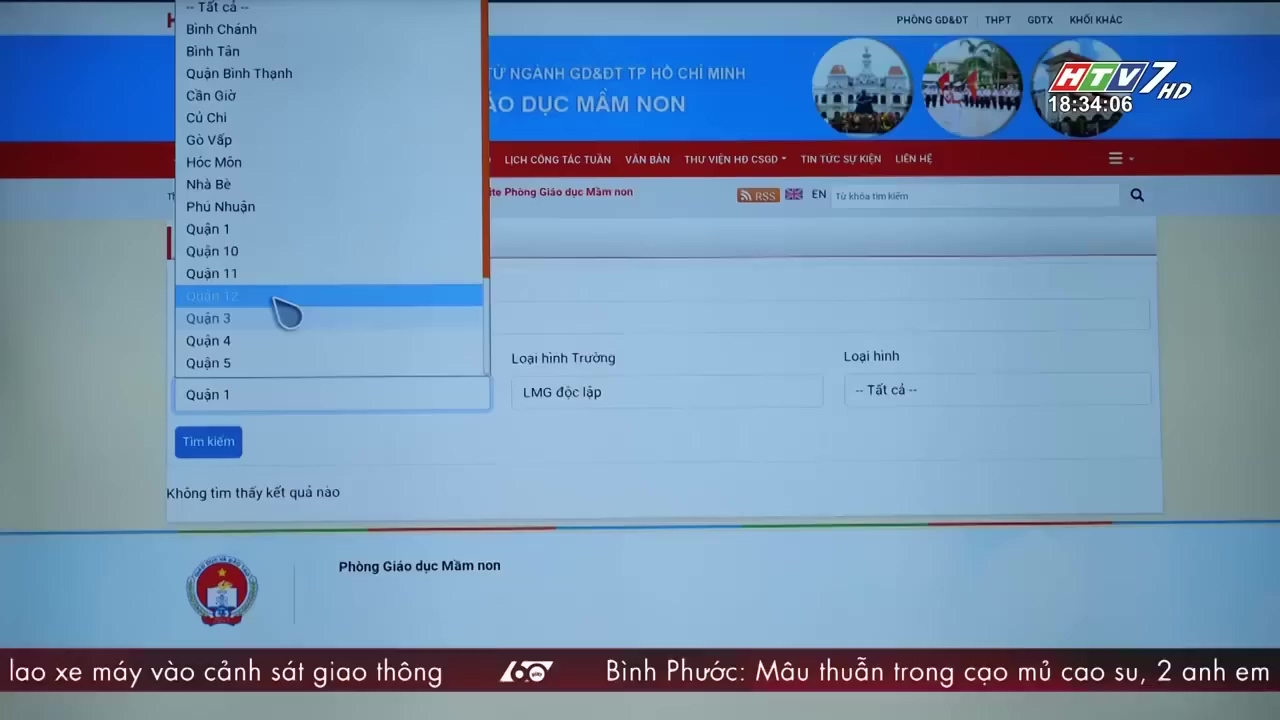 -- Tất cả --
Bình Chánh
Bình Tân
Quận Bình Thạnh
Cần Giờ
Củ Chi
Gò Vấp
Hóc Môn
Nhà Bè
Phú Nhuận
Quận 1
Quận 10
Quận 11
Quận 12
Quận 3
Quận 4
Quận 5
Quận 1
PHÒNG GD&ĐT THPT GDTX KHỐI KHÁC
TỬ NGÀNH GD&ĐT TP HỒ CHÍ MINH
DỤC MẦM NON
HTV7 HD
18:34:06
LỊCH CÔNG TÁC TUẦN VĂN BẢN THƯ VIỆN HĐ CSGD TIN TỨC SỰ KIỆN LIÊN HỆ
Phòng Giáo dục Mầm non
RSS EN Từ khóa tìm kiếm
Loại hình Trường
LMG độc lập
Loại hình
-- Tất cả --
Tìm kiếm
Không tìm thấy kết quả nào
Phòng Giáo dục Mầm non
lao xe máy vào cảnh sát giao thông 60 giây Bình Phước: Mâu thuẫn trong cạo mủ cao su, 2 anh em